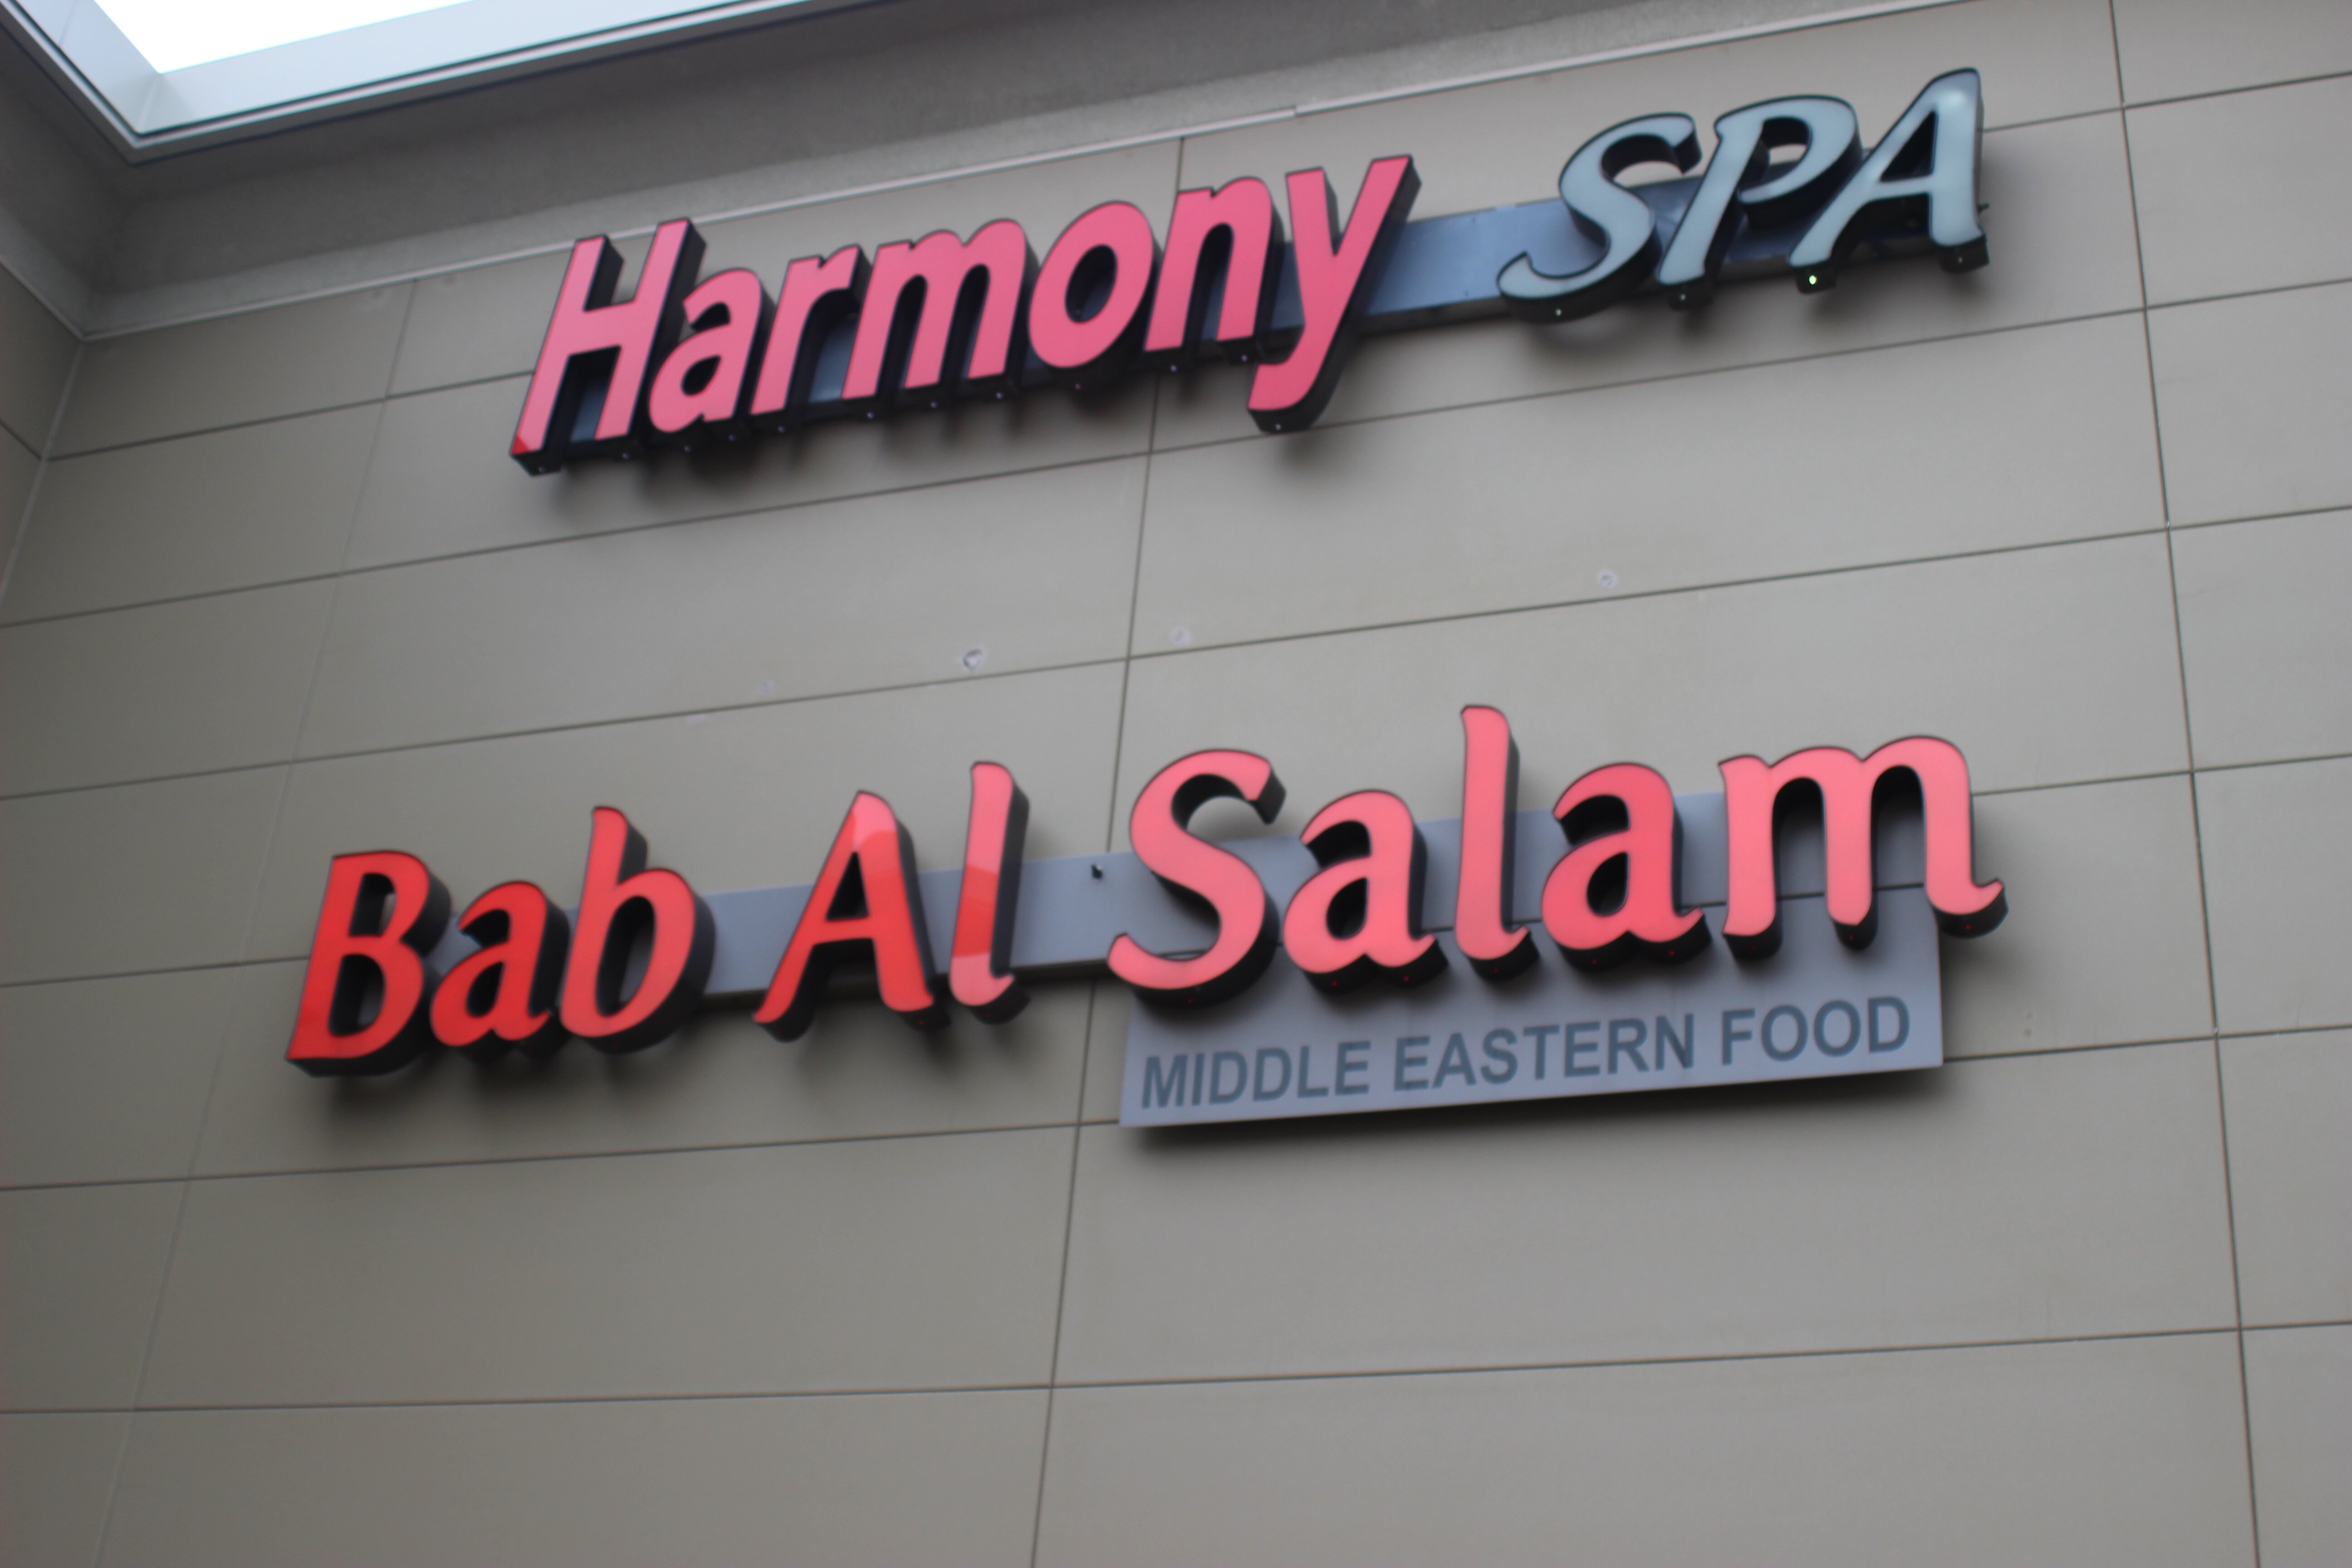 Harmony SPA
Bab Al Salam
MIDDLE EASTERN FOOD